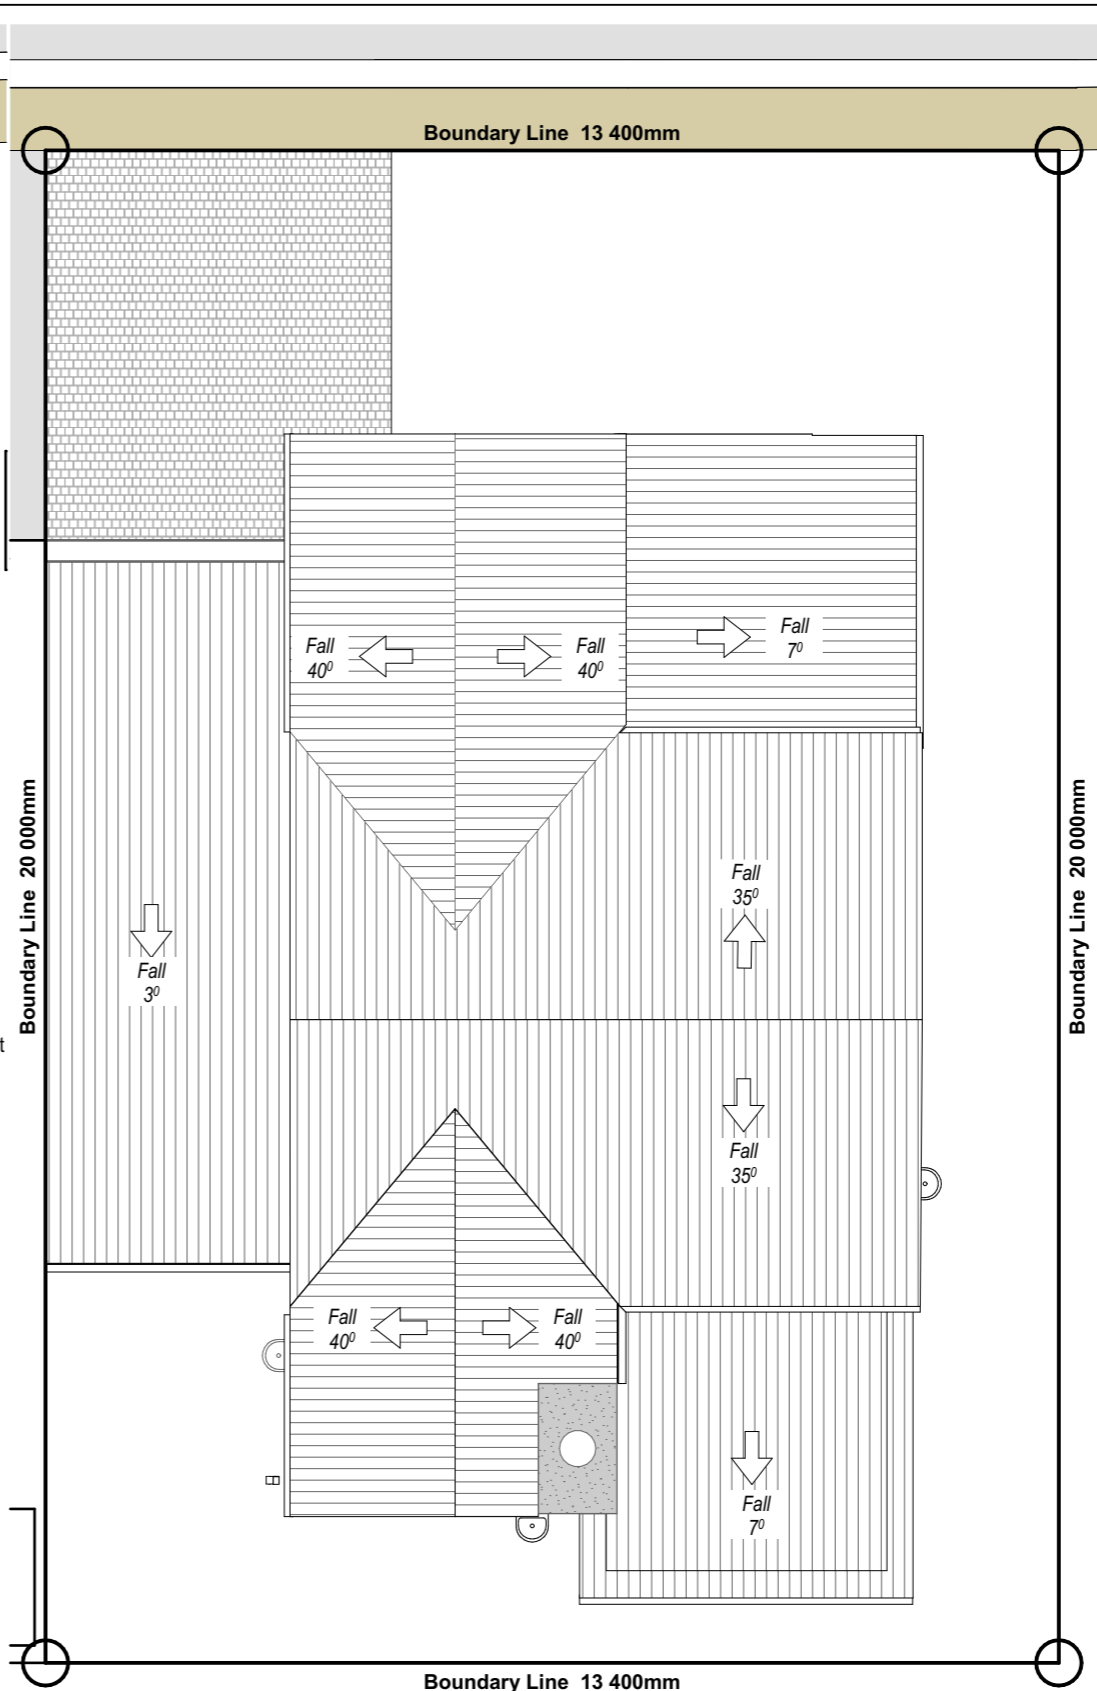 Boundary Line 13 400mm
Fall
40⁰
Fall
40⁰
Fall
7⁰
Fall
35⁰
Boundary Line 20 000mm
Boundary Line 20 000mm
Fall
3⁰
t
Fall
35⁰
Fall
40⁰
Fall
40⁰
Fall
7⁰
Boundary Line 13 400mm